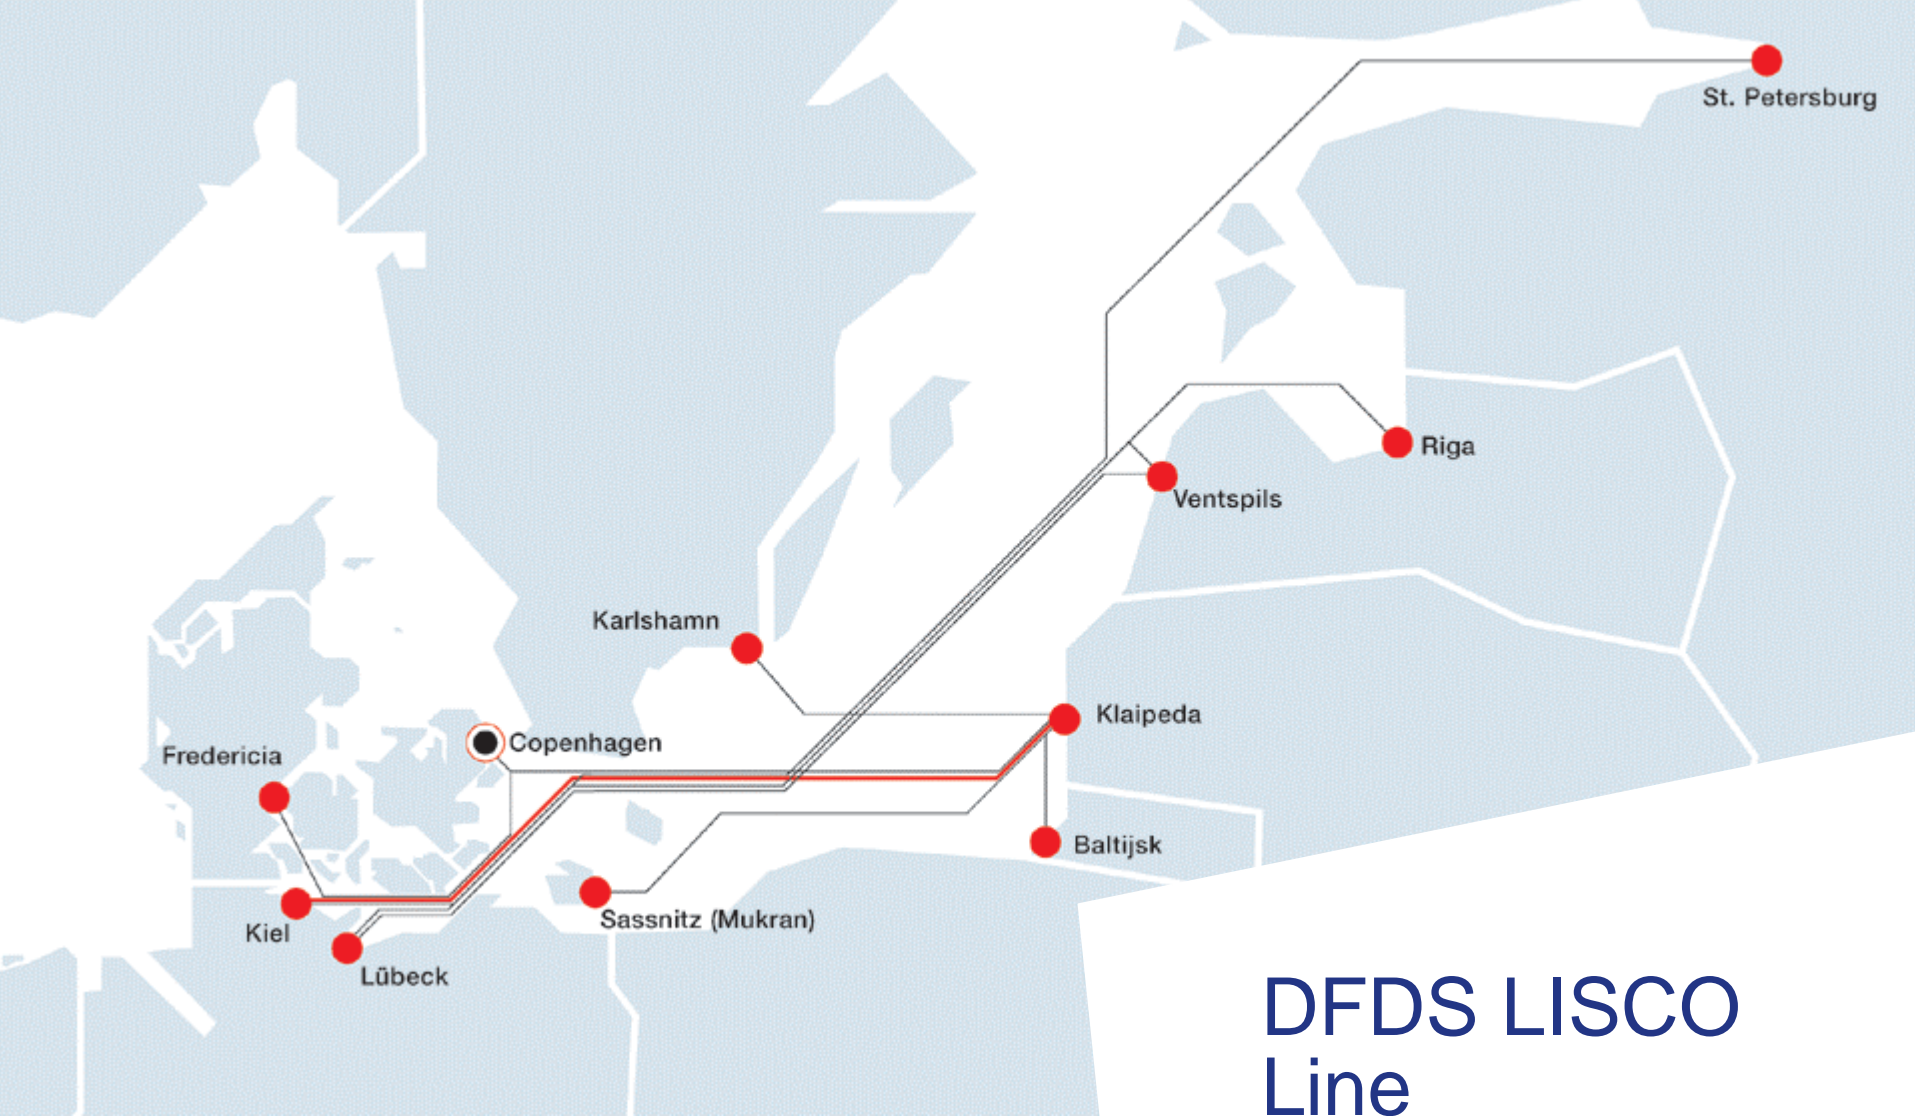 St. Petersburg
Riga
Ventspils
Karlshamn
Klaipeda
Copenhagen
Fredericia
Baltijsk
Sassnitz (Mukran)
Kiel
Lübeck
DFDS LISCO
Line